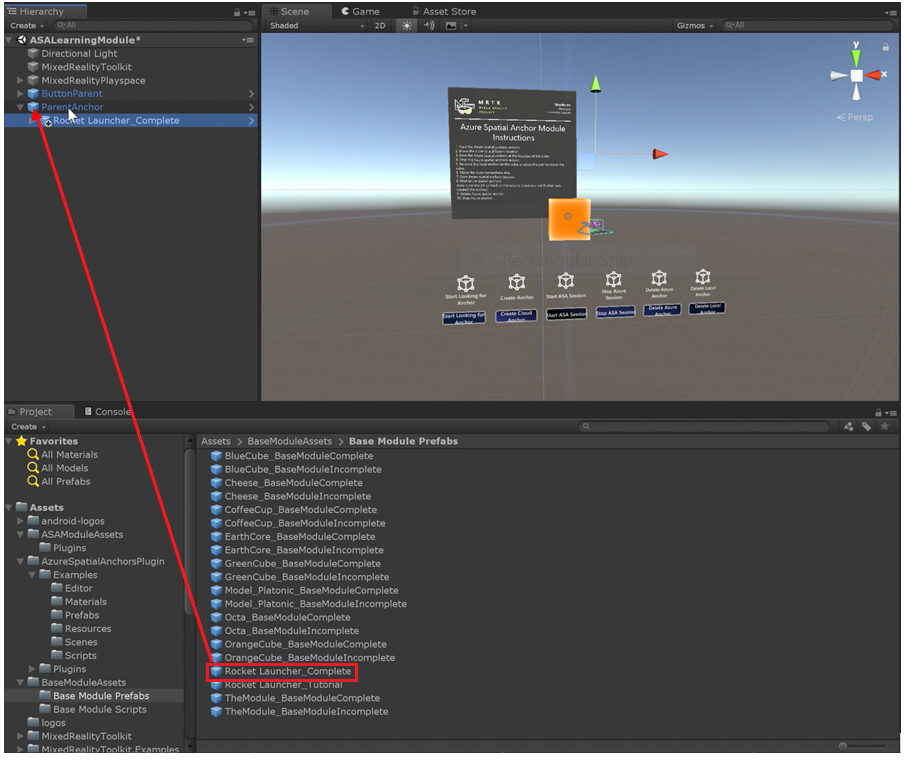 Hierarchy
Create
All
ASALearningModule*
Directional Light
MixedRealityToolkit
MixedRealityPlayspace
ButtonParent
ParentAnchor
Rocket Launcher_Complete
Scene
Game
Asset Store
Shaded
2D
Gizmos
All
y
x
Persp
MRTK
MIXED REALITY
TOOLKIT
Azure Spatial Anchor Module
Instructions
Rectangular Snip
Start Looking for
Anchor
Create Anchor
Start ASA Session
Stop Azure
Session
Delete Azure
Anchor
Delete Local
Anchor
Start Looking for
Anchor
Create Cloud
Anchor
Start ASA Session
Stop ASA Session
Delete Azure
Anchor
Delete Local
Anchor
Project
Console
Create
Favorites
All Materials
All Models
All Prefabs
Assets
android-logos
ASAModuleAssets
Plugins
AzureSpatialAnchorsPlugin
Examples
Editor
Materials
Prefabs
Resources
Scenes
Scripts
Plugins
BaseModuleAssets
Base Module Prefabs
Base Module Scripts
logos
MixedRealityToolkit
MixedRealityToolkit.Examples
Assets > BaseModuleAssets > Base Module Prefabs
BlueCube_BaseModuleComplete
BlueCube_BaseModuleIncomplete
Cheese_BaseModuleComplete
Cheese_BaseModuleIncomplete
CoffeeCup_BaseModuleComplete
CoffeeCup_BaseModuleIncomplete
EarthCore_BaseModuleComplete
EarthCore_BaseModuleIncomplete
GreenCube_BaseModuleComplete
GreenCube_BaseModuleIncomplete
Model_Platonic_BaseModuleComplete
Model_Platonic_BaseModuleIncomplete
Octa_BaseModuleComplete
Octa_BaseModuleIncomplete
OrangeCube_BaseModuleComplete
OrangeCube_BaseModuleIncomplete
Rocket Launcher_Complete
Rocket Launcher_Tutorial
TheModule_BaseModuleComplete
TheModule_BaseModuleIncomplete